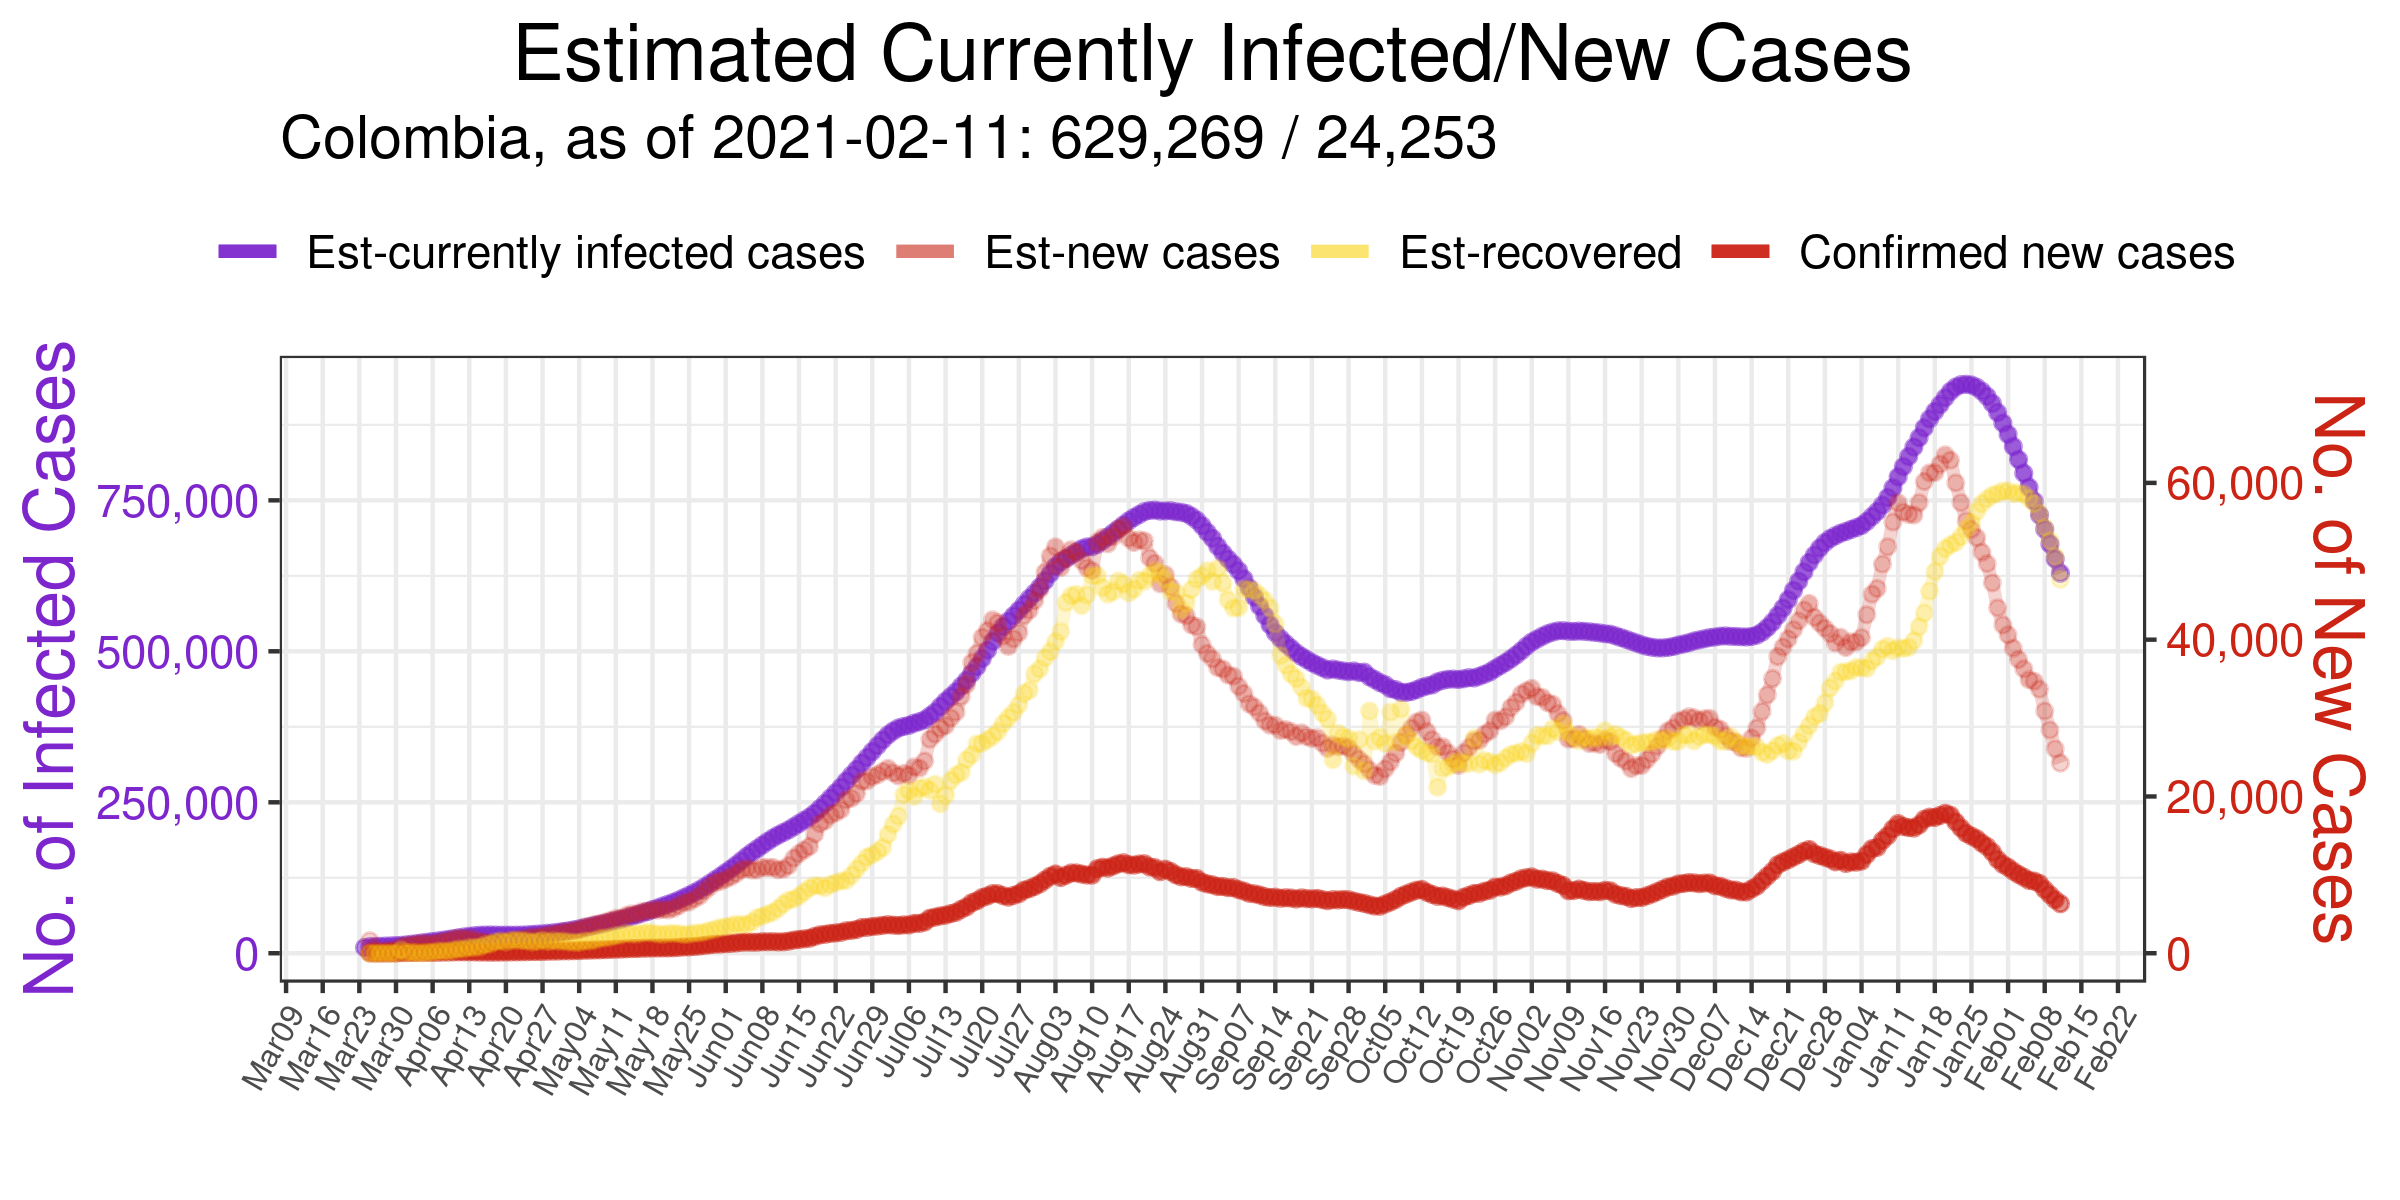 Estimated Currently Infected/New Cases
Colombia, as of 2021-02-11: 629,269 / 24,253
Est-currently infected cases Est-new cases Est-recovered Confirmed new cases
No. of Infected Cases
750,000
500,000
250,000
0
60,000
40,000
20,000
0
No. of New Cases
Mar09 Mar16 Mar23 Mar30 Apr06 Apr13 Apr20 Apr27 May04 May11 May18 May25 Jun01 Jun08 Jun15 Jun22 Jun29 Jul06 Jul13 Jul20 Jul27 Aug03 Aug10 Aug17 Aug24 Aug31 Sep07 Sep14 Sep21 Sep28 Oct05 Oct12 Oct19 Oct26 Nov02 Nov09 Nov16 Nov23 Nov30 Dec07 Dec14 Dec21 Dec28 Jan04 Jan11 Jan18 Jan25 Feb01 Feb08 Feb15 Feb22